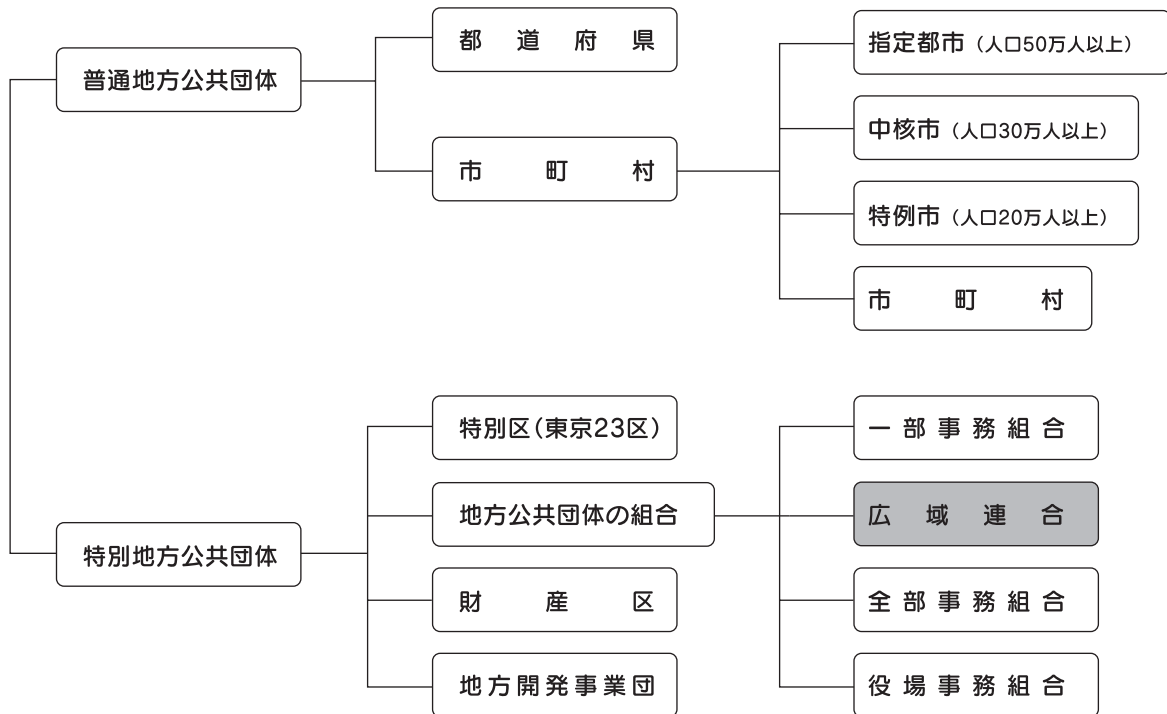 普通地方公共団体
都道府県
市町村
指定都市（人口50万人以上）
中核市（人口30万人以上）
特例市（人口20万人以上）
市町村
特別地方公共団体
特別区（東京23区）
地方公共団体の組合
財産区
地方開発事業団
一部事務組合
広域連合
全部事務組合
役場事務組合